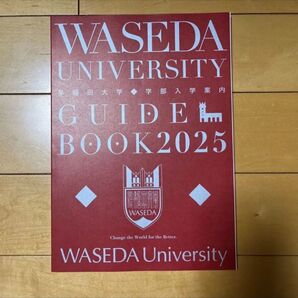 WASEDA
UNIVERSITY
早稲田大学◆学部入学案内
GUIDE
BOOK2025
WASEDA
Change the World for the Better.
WASEDA University